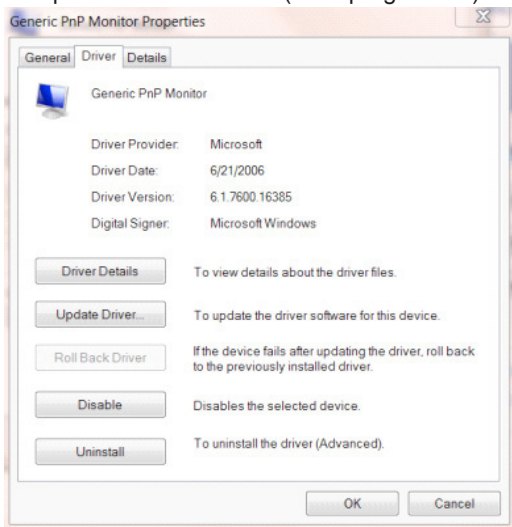 Generic PnP Monitor Properties
General Driver Details
Generic PnP Monitor
Driver Provider: Microsoft
Driver Date: 6/21/2006
Driver Version: 6.1.7600.16385
Digital Signer: Microsoft Windows
Driver Details To view details about the driver files.
Update Driver... To update the driver software for this device.
Roll Back Driver If the device fails after updating the driver, roll back
to the previously installed driver.
Disable Disables the selected device.
Uninstall To uninstall the driver (Advanced).
OK Cancel